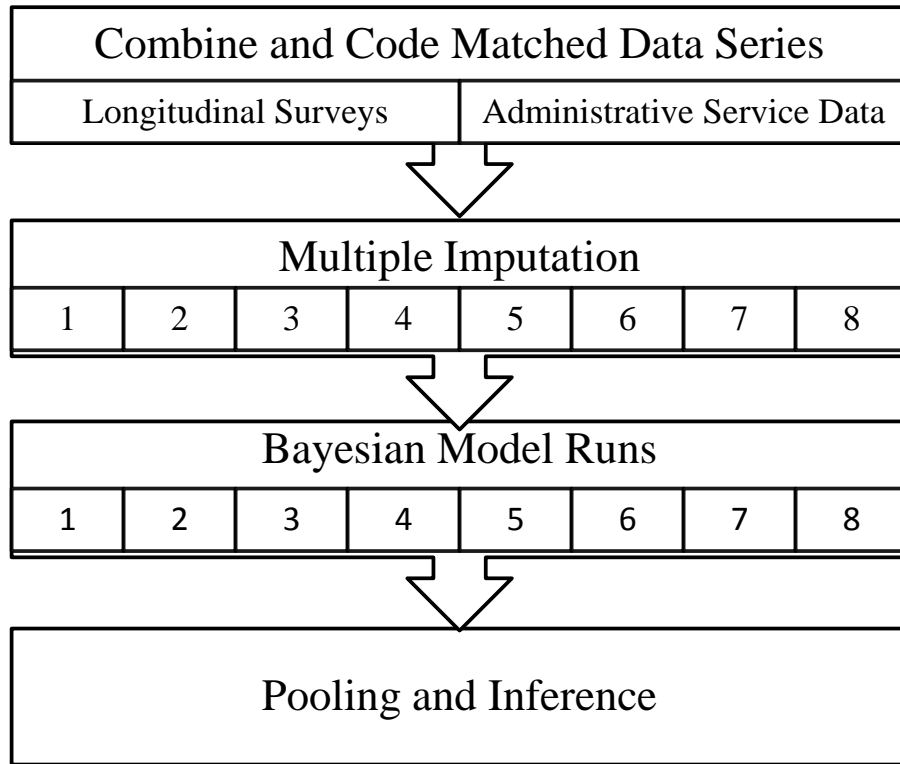 Combine and Code Matched Data Series
Longitudinal Surveys Administrative Service Data
Multiple Imputation
1 2 3 4 5 6 7 8
Bayesian Model Runs
1 2 3 4 5 6 7 8
Pooling and Inference